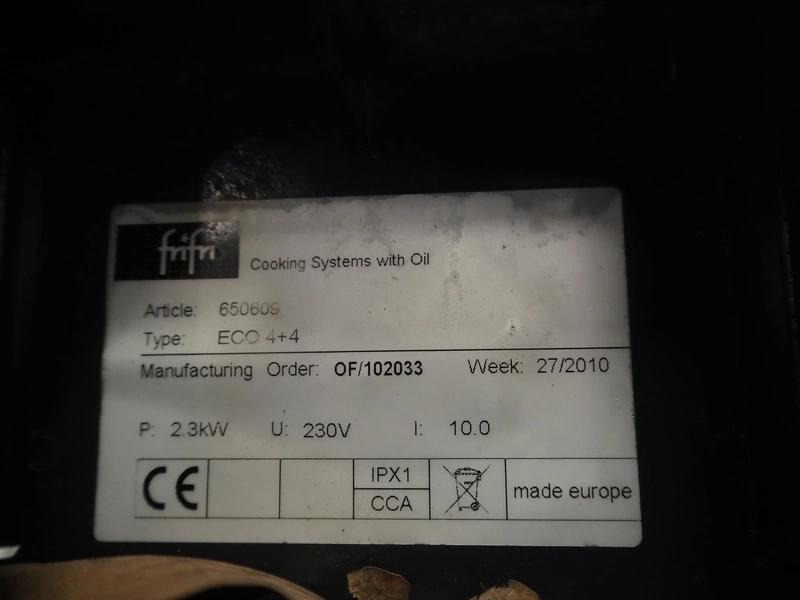 frifri
Cooking Systems with Oil
Article: 650609
Type: ECO 4+4
Manufacturing Order: OF/102033 Week: 27/2010
P: 2.3kW U: 230V I: 10.0
CE
IPX1
CCA
made europe